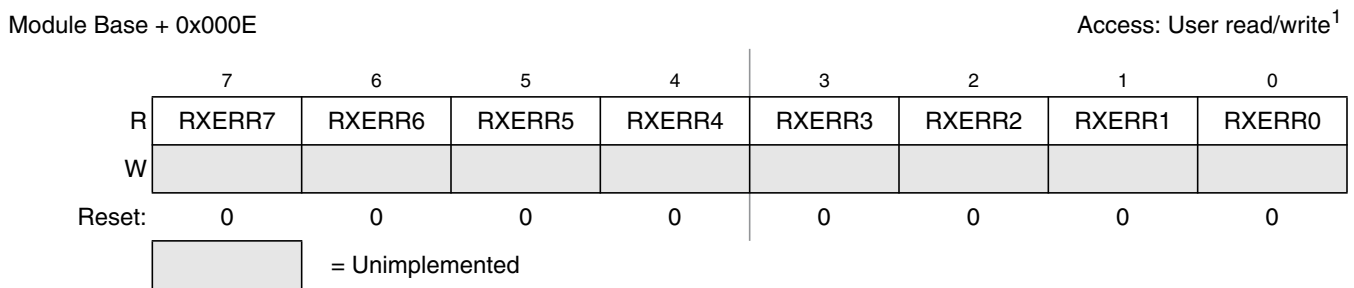 Module Base + 0x000E Access: User read/write1
7 6 5 4 3 2 1 0
R RXERR7 RXERR6 RXERR5 RXERR4 RXERR3 RXERR2 RXERR1 RXERR0
W
Reset: 0 0 0 0 0 0 0 0
= Unimplemented